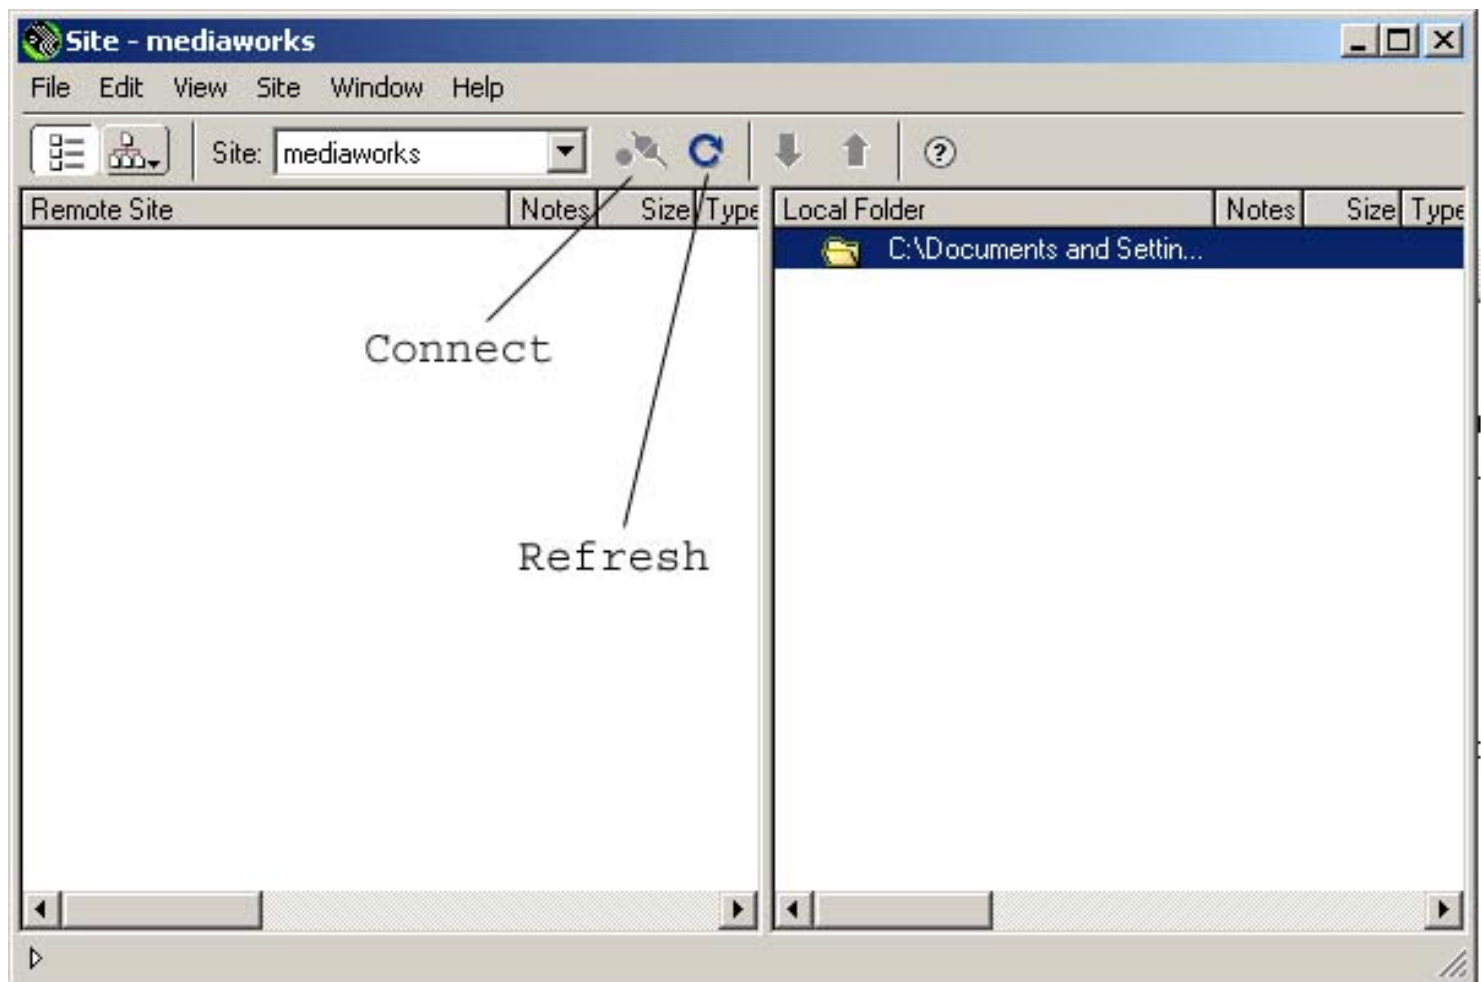 Site - mediaworks
File Edit View Site Window Help
Site: mediaworks
Remote Site Notes Size Type Local Folder Notes Size Type
C:\Documents and Settin...
Connect
Refresh